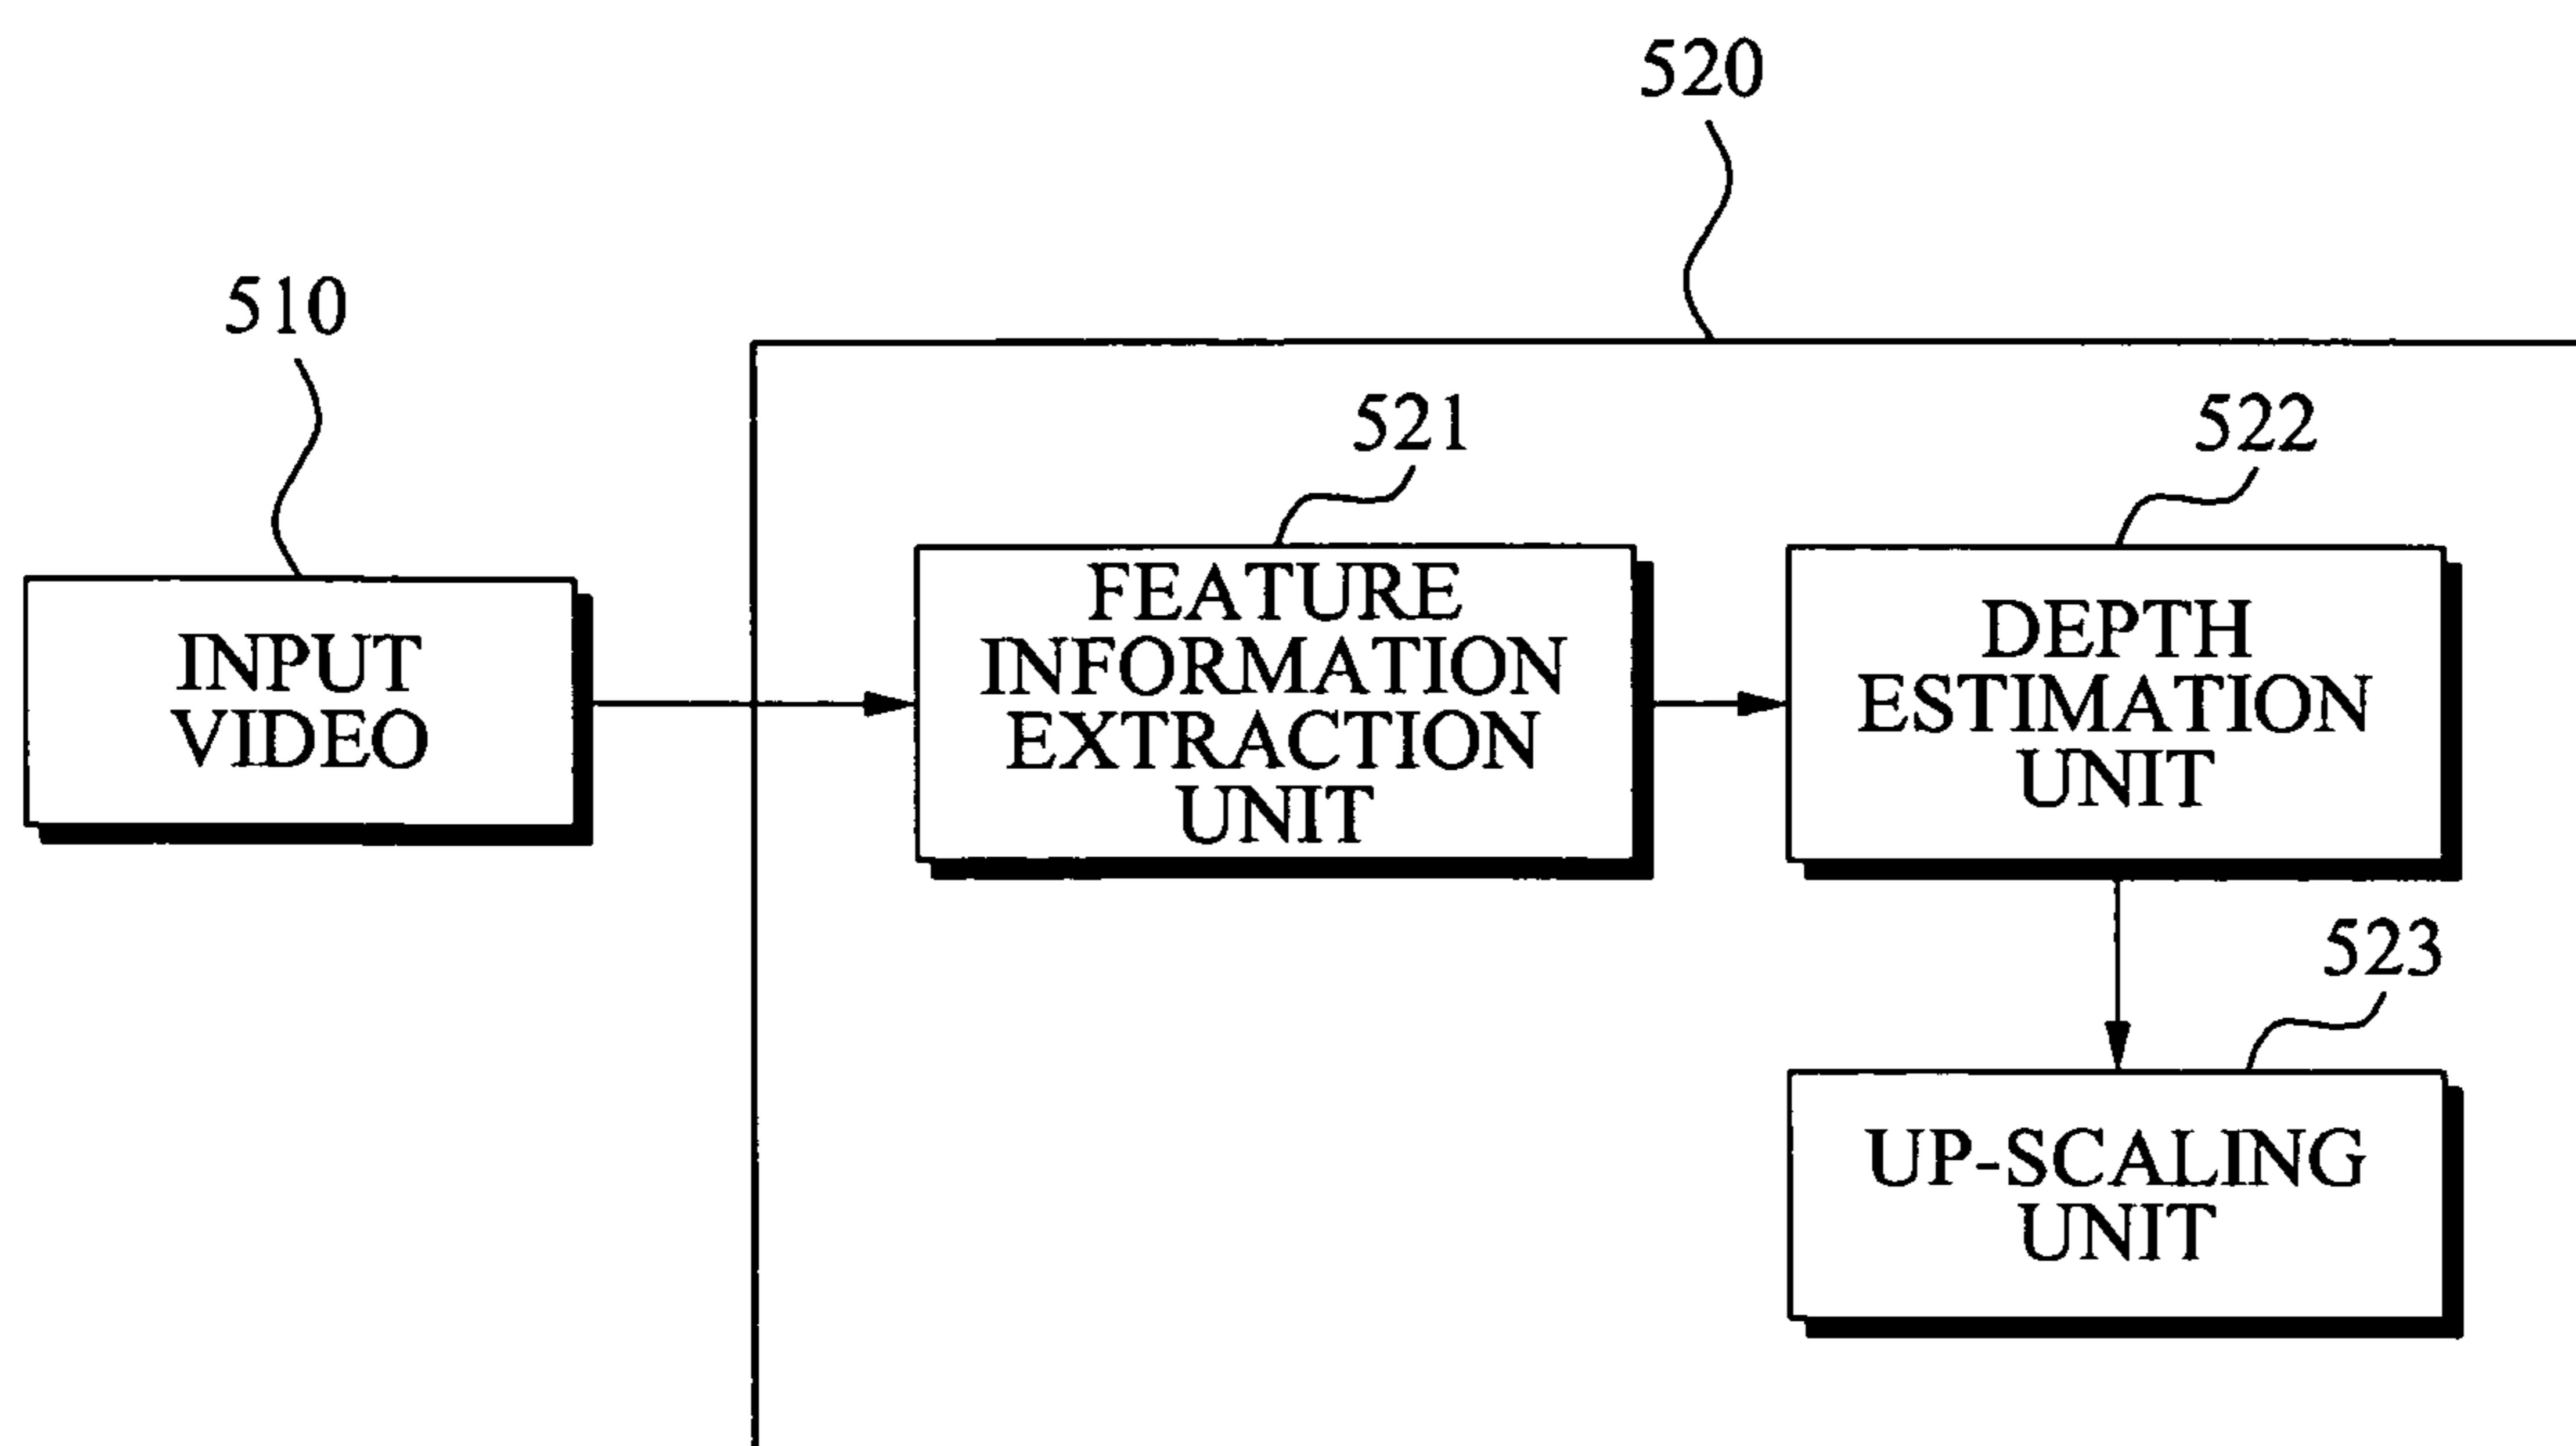 520
510
521
522
FEATURE
INFORMATION
EXTRACTION
UNIT
DEPTH
ESTIMATION
UNIT
INPUT
VIDEO
523
UP-SCALING
UNIT